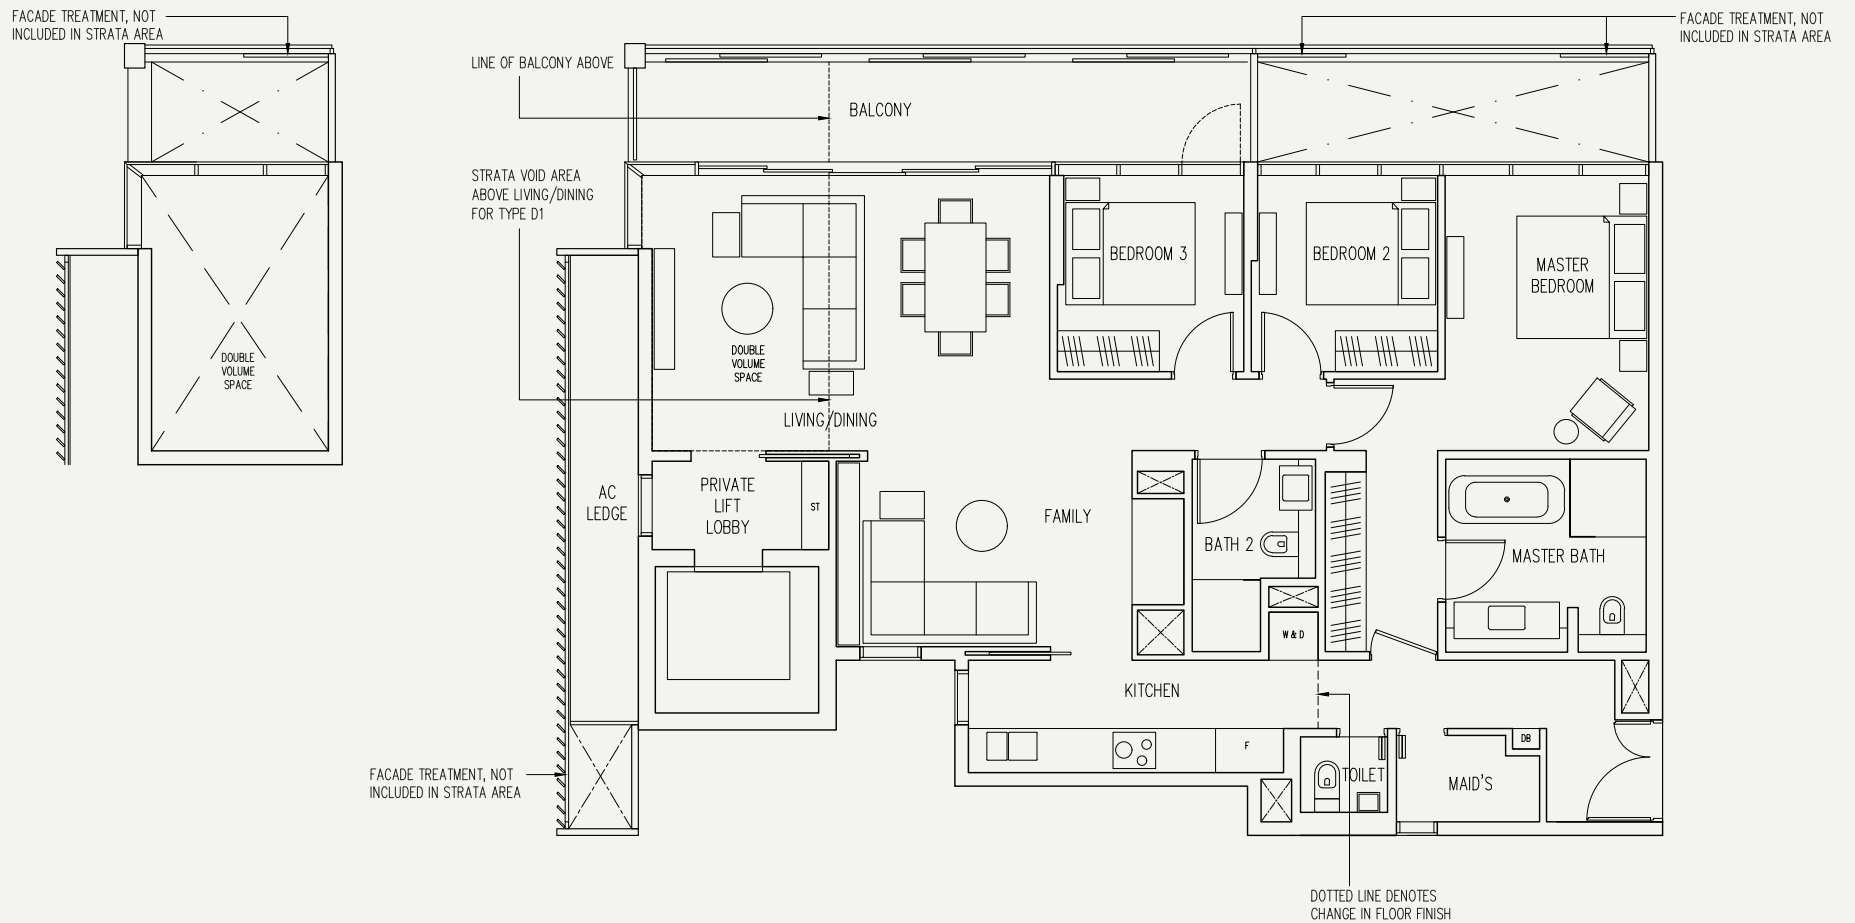 FACADE TREATMENT, NOT
INCLUDED IN STRATA AREA
FACADE TREATMENT, NOT
INCLUDED IN STRATA AREA
LINE OF BALCONY ABOVE
BALCONY
STRATA VOID AREA
ABOVE LIVING/DINING
FOR TYPE D1
BEDROOM 3
BEDROOM 2
MASTER
BEDROOM
DOUBLE
VOLUME
SPACE
DOUBLE
VOLUME
SPACE
LIVING/DINING
AC
LEDGE
PRIVATE
LIFT
LOBBY
ST
FAMILY
BATH 2
MASTER BATH
W & D
KITCHEN
F
DB
TOILET
MAID'S
FACADE TREATMENT, NOT
INCLUDED IN STRATA AREA
DOTTED LINE DENOTES
CHANGE IN FLOOR FINISH